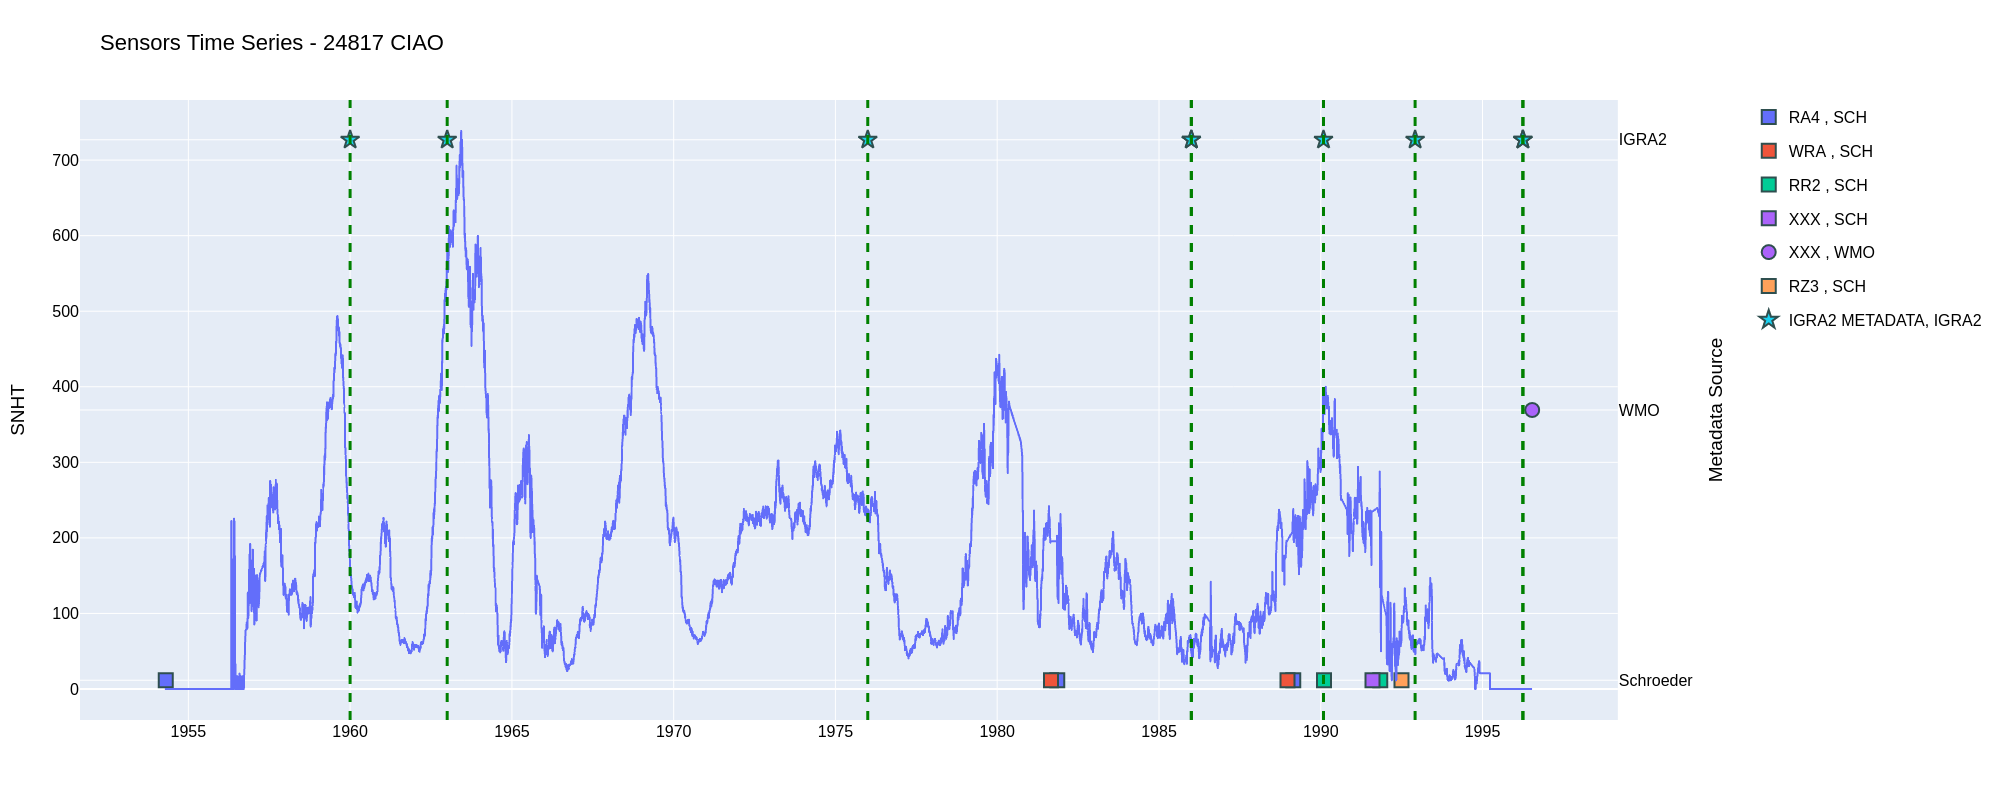 Sensors Time Series - 24817 CIAO
SNHT
700
600
500
400
300
200
100
0
1955
1960
1965
1970
1975
1980
1985
1990
1995
IGRA2
WMO
Schroeder
Metadata Source
RA4 , SCH
WRA , SCH
RR2 , SCH
XXX , SCH
XXX , WMO
RZ3 , SCH
IGRA2 METADATA, IGRA2